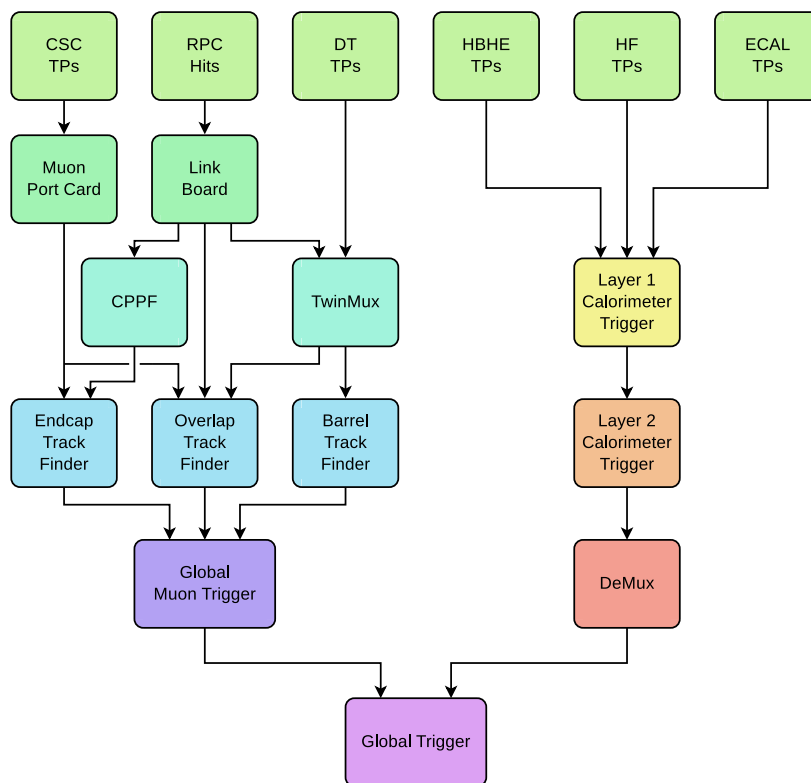 CSC
TPs
RPC
Hits
DT
TPs
HBHE
TPs
HF
TPs
ECAL
TPs
Muon
Port Card
Link
Board
CPPF
TwinMux
Layer 1
Calorimeter
Trigger
Endcap
Track
Finder
Overlap
Track
Finder
Barrel
Track
Finder
Layer 2
Calorimeter
Trigger
Global
Muon Trigger
DeMux
Global Trigger